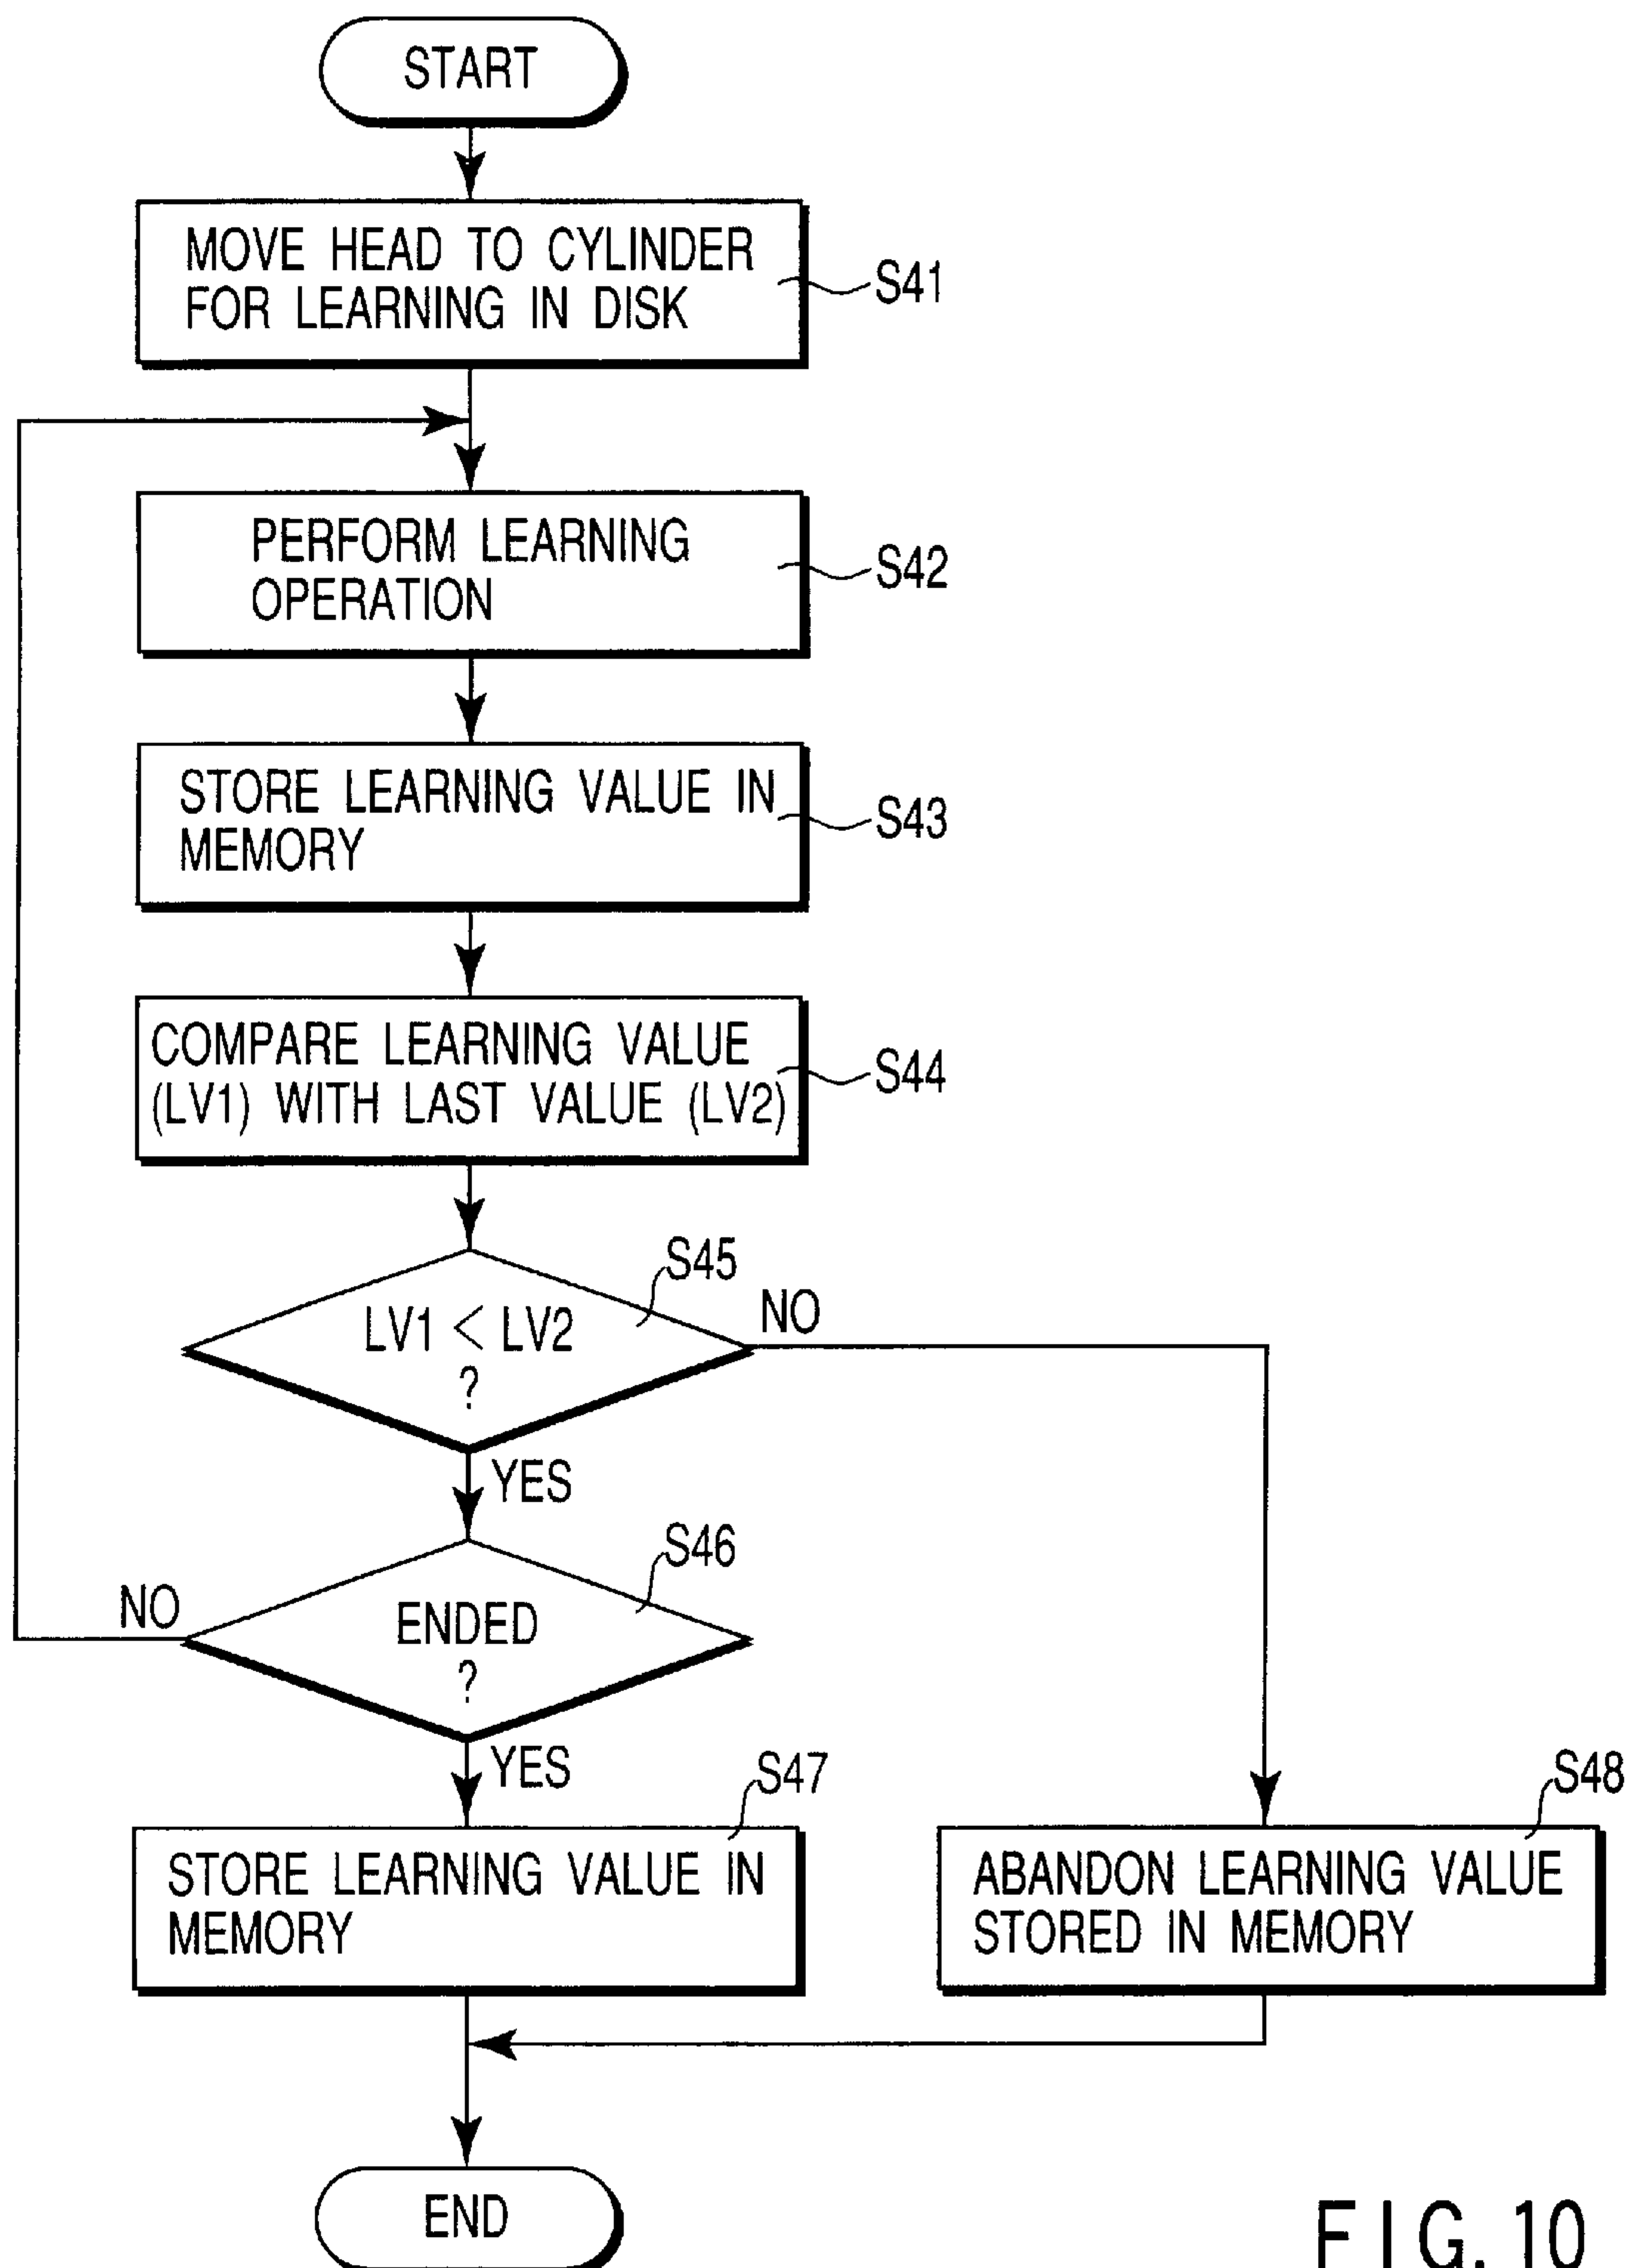 START
MOVE HEAD TO CYLINDER
FOR LEARNING IN DISK
S41
PERFORM LEARNING
OPERATION
S42
STORE LEARNING VALUE IN
MEMORY
S43
COMPARE LEARNING VALUE
(LV1) WITH LAST VALUE (LV2)
S44
S45
LV1 < LV2
?
NO
YES
S46
ENDED
?
NO
YES
S47
STORE LEARNING VALUE IN
MEMORY
S48
ABANDON LEARNING VALUE
STORED IN MEMORY
END
FIG. 10